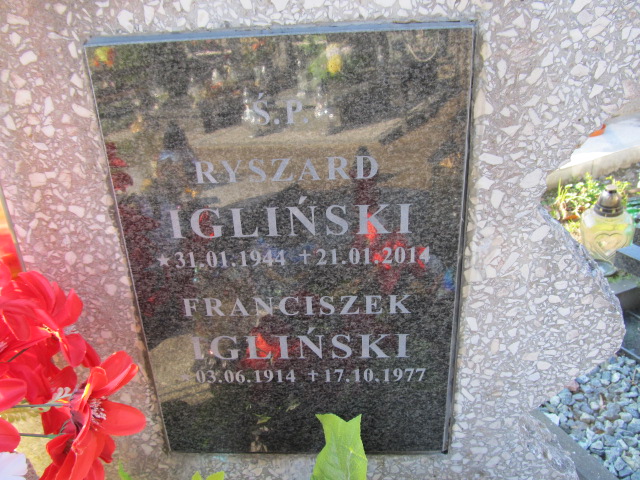 Ś.P.
RYSZARD
IGLIŃSKI
★31.01.1944 +21.01.2014
FRANCISZEK
IGLIŃSKI
03.06.1914 +17.10.1977